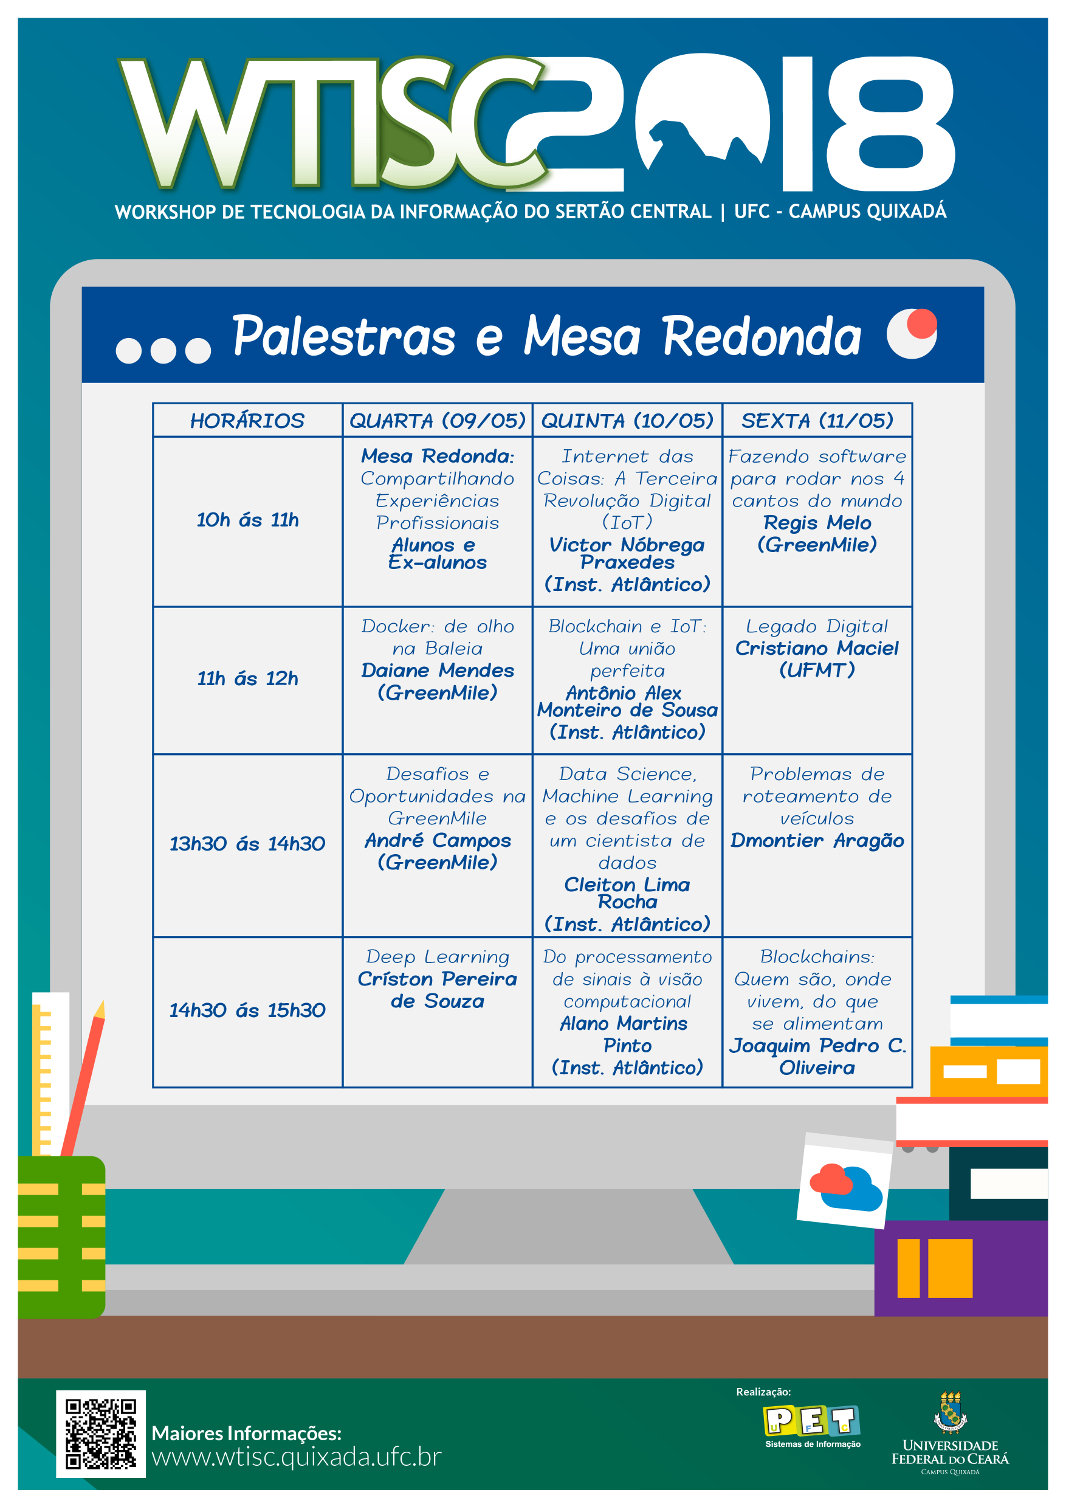 WTISC2018
WORKSHOP DE TECNOLOGIA DA INFORMAÇÃO DO SERTÃO CENTRAL | UFC - CAMPUS QUIXADÁ
Palestras e Mesa Redonda
HORÁRIOS
QUARTA (09/05)
QUINTA (10/05)
SEXTA (11/05)
10h ás 11h
Mesa Redonda:
Compartilhando
Experiências
Profissionais
Alunos e
Ex-alunos
Internet das
Coisas: A Terceira
Revolução Digital
(IoT)
Victor Nóbrega
Praxedes
(Inst. Atlântico)
Fazendo software
para rodar nos 4
cantos do mundo
Regis Melo
(GreenMile)
11h ás 12h
Docker: de olho
na Baleia
Daiane Mendes
(GreenMile)
Blockchain e IoT:
Uma união
perfeita
Antônio Alex
Monteiro de Sousa
(Inst. Atlântico)
Legado Digital
Cristiano Maciel
(UFMT)
13h30 ás 14h30
Desafios e
Oportunidades na
GreenMile
André Campos
(GreenMile)
Data Science,
Machine Learning
e os desafios de
um cientista de
dados
Cleiton Lima
Rocha
(Inst. Atlântico)
Problemas de
roteamento de
veículos
Dmontier Aragão
14h30 ás 15h30
Deep Learning
Críston Pereira
de Souza
Do processamento
de sinais à visão
computacional
Alano Martins
Pinto
(Inst. Atlântico)
Blockchains:
Quem são, onde
vivem, do que
se alimentam
Joaquim Pedro C.
Oliveira
Maiores Informações:
www.wtisc.quixada.ufc.br
Realização:
PET
UFC
Sistemas de Informação
UNIVERSIDADE
FEDERAL DO CEARÁ
CAMPUS QUIXADÁ